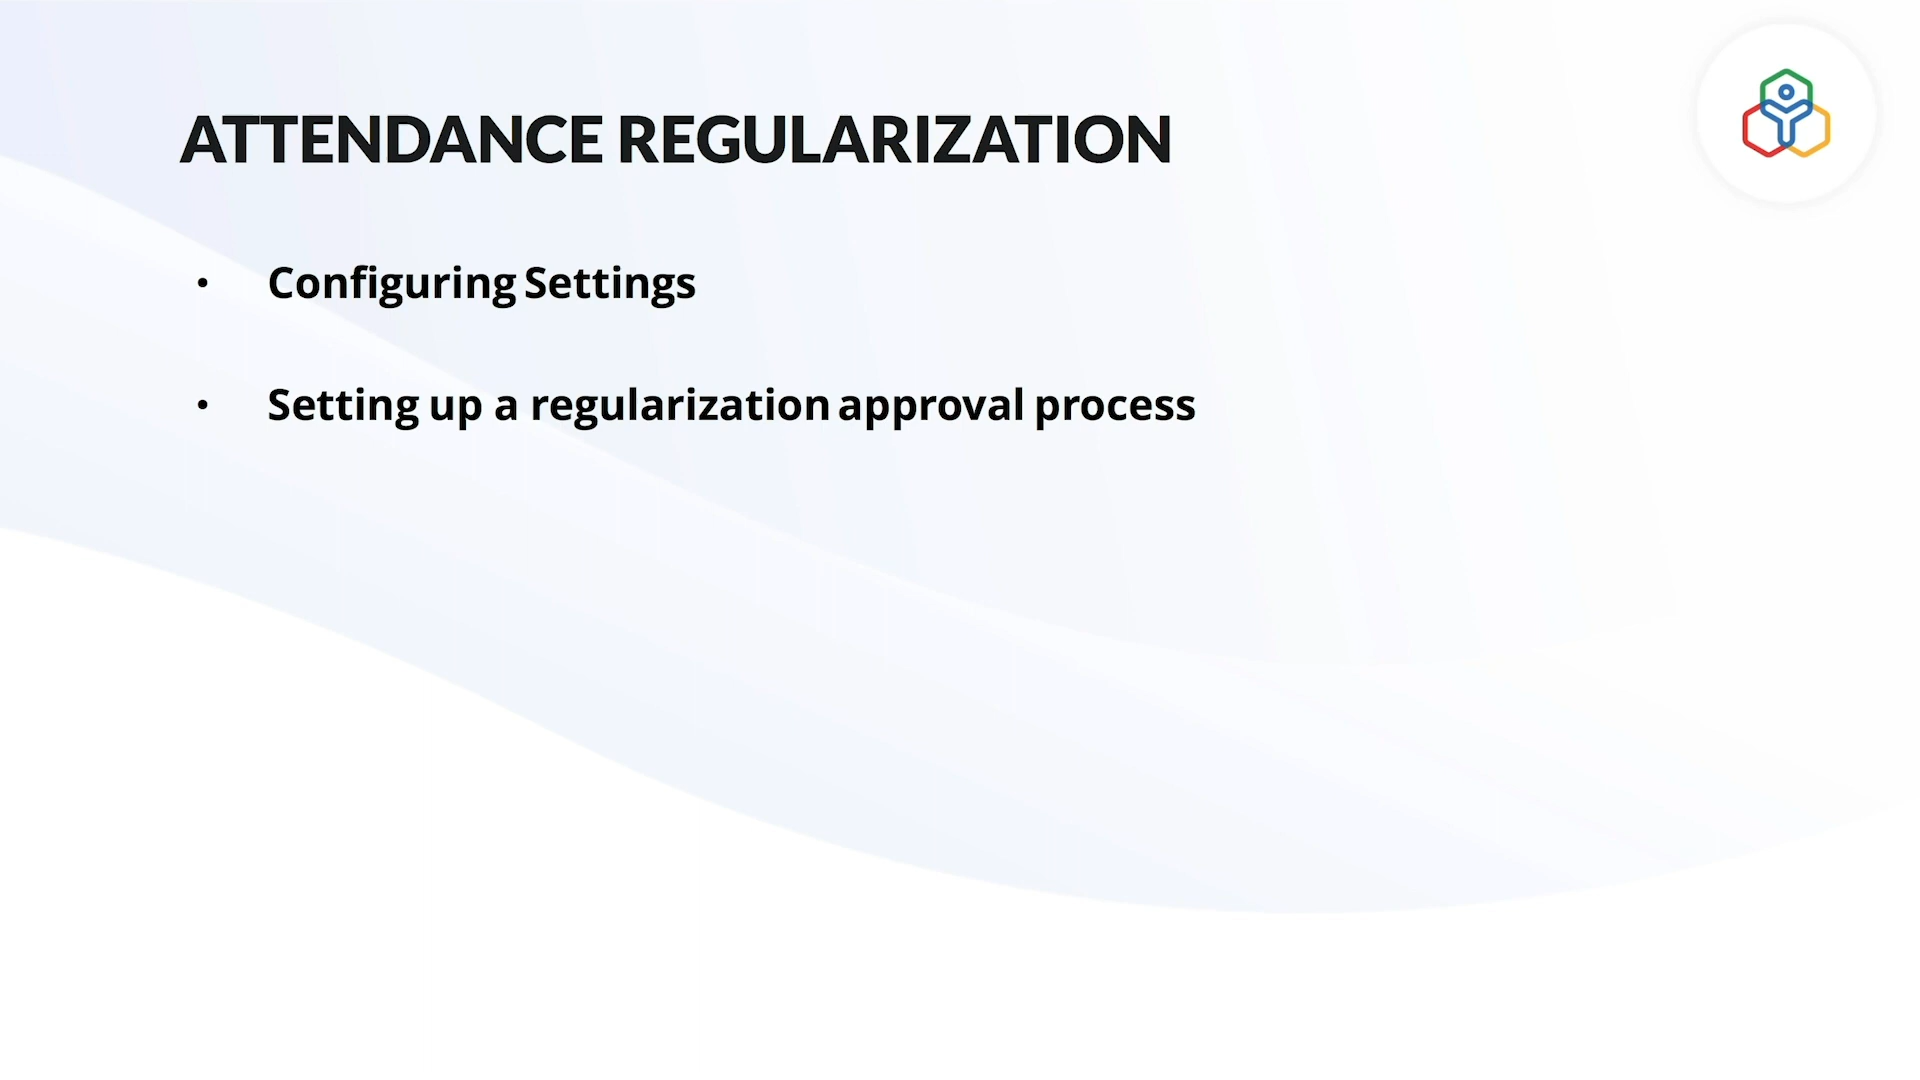 ATTENDANCE REGULARIZATION
• Configuring Settings
• Setting up a regularization approval process